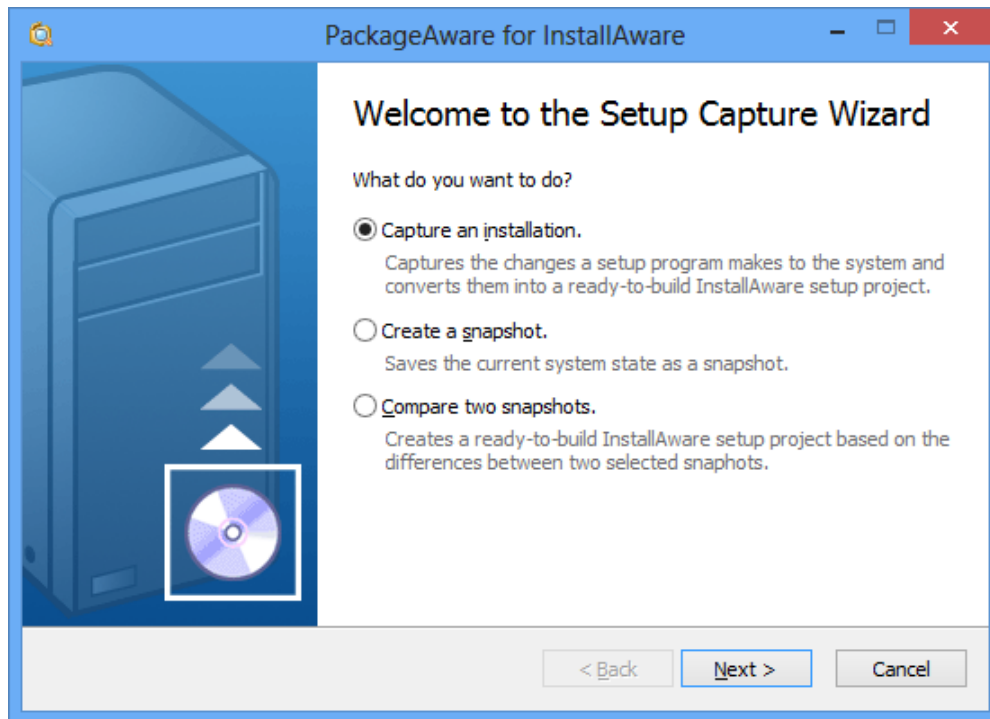 PackageAware for InstallAware
Welcome to the Setup Capture Wizard
What do you want to do?
Capture an installation.
Captures the changes a setup program makes to the system and
converts them into a ready-to-build InstallAware setup project.
Create a snapshot.
Saves the current system state as a snapshot.
Compare two snapshots.
Creates a ready-to-build InstallAware setup project based on the
differences between two selected snaphots.
< Back
Next >
Cancel